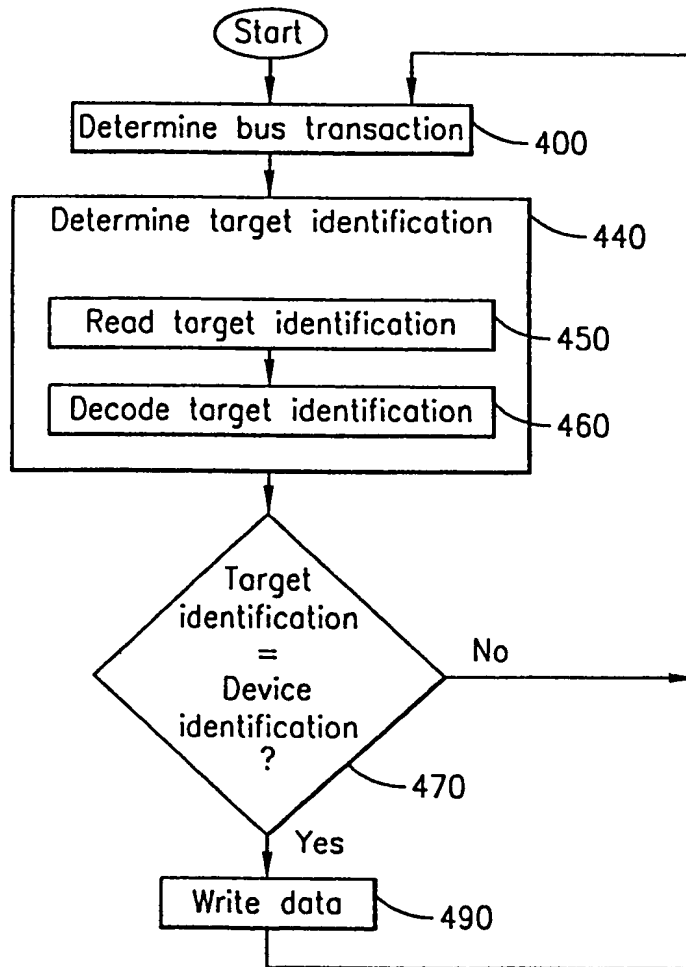 Start
Determine bus transaction
400
Determine target identification
440
Read target identification
450
Decode target identification
460
Target
identification
=
Device
identification
?
No
470
Yes
Write data
490